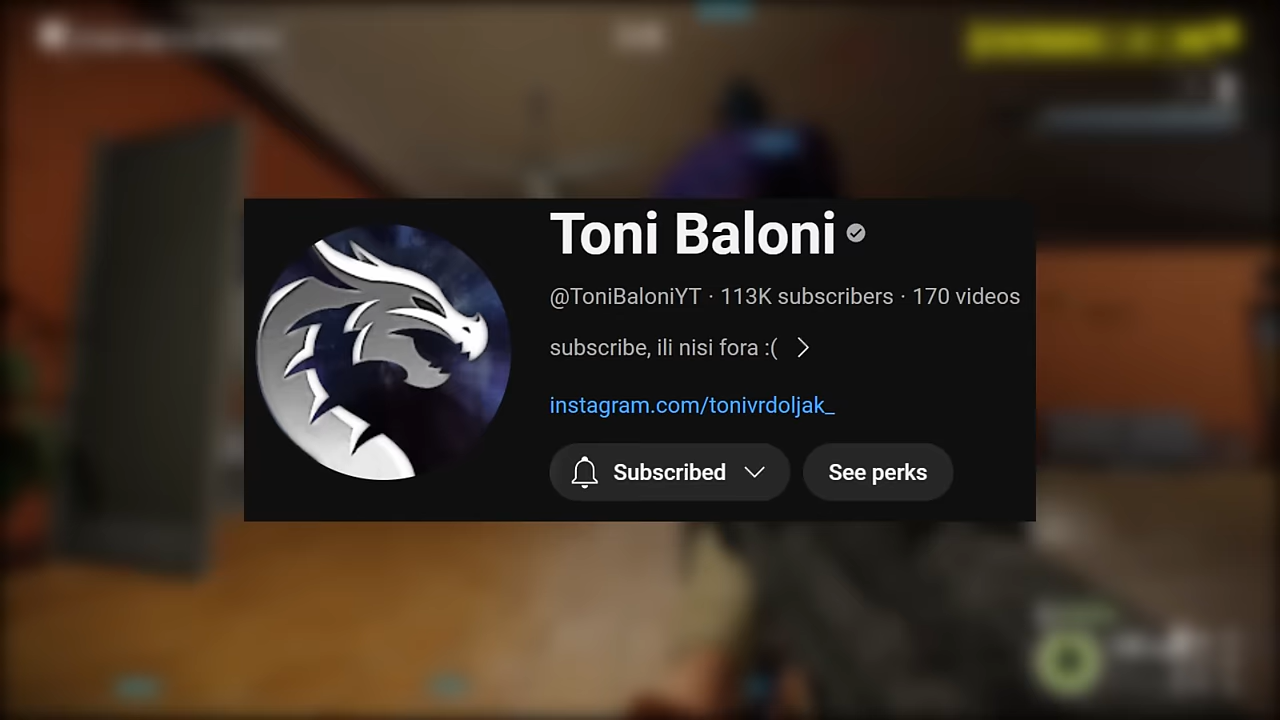 Toni Baloni
@ToniBaloniYT · 113K subscribers · 170 videos
subscribe, ili nisi fora :(
instagram.com/tonivrdoljak_
Subscribed
See perks